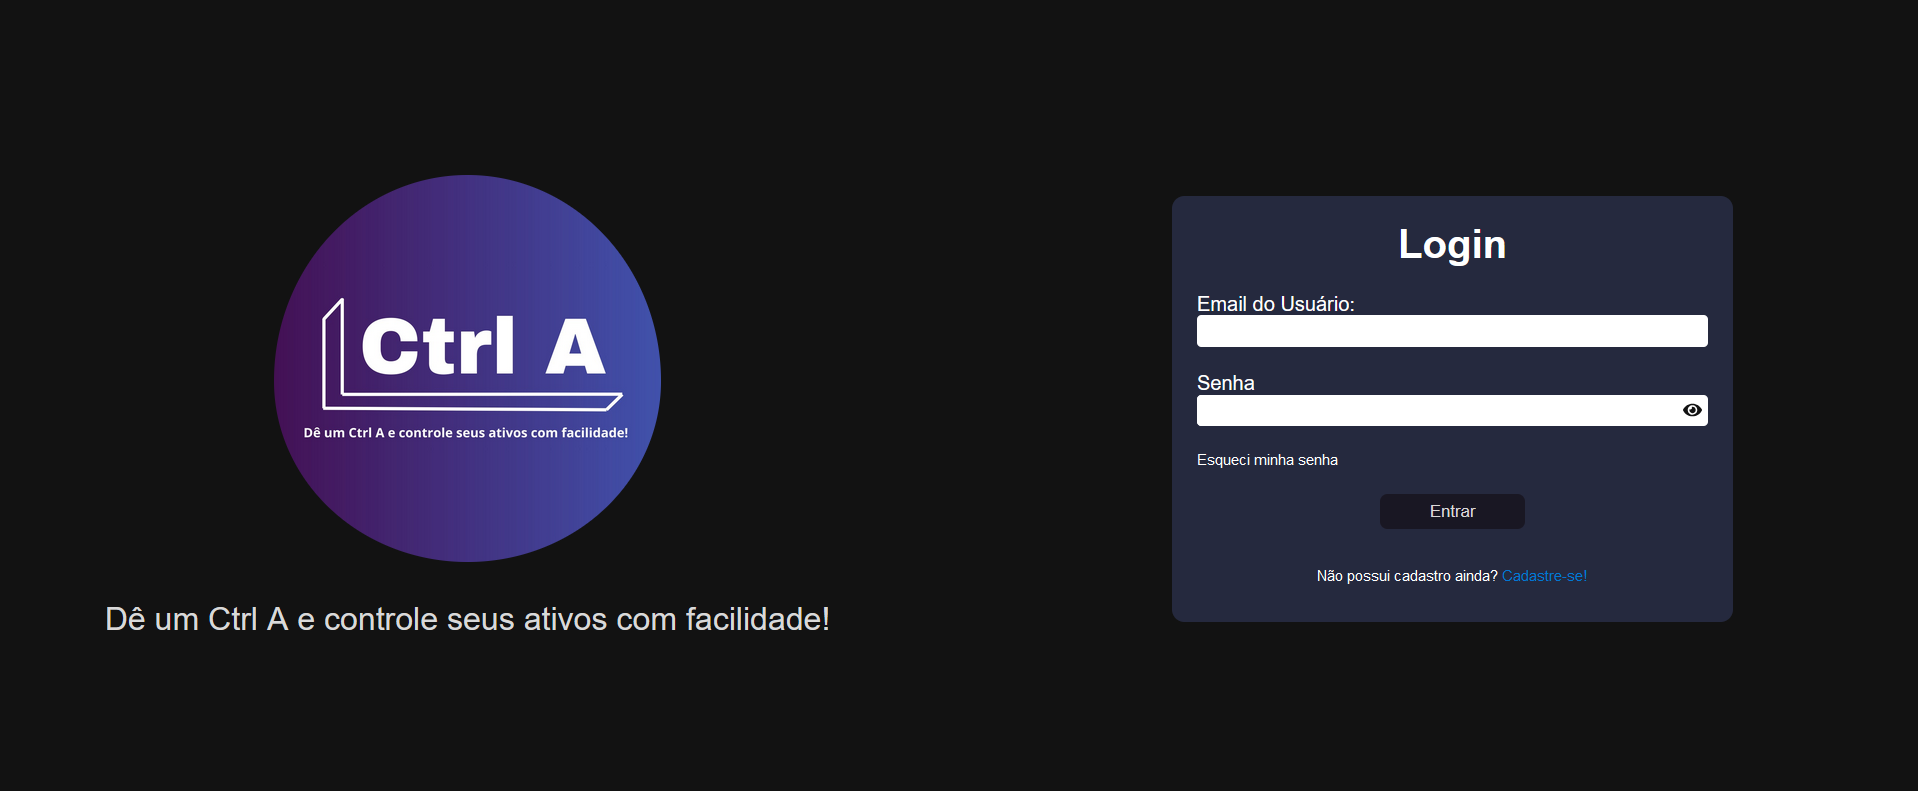 Ctrl A
Dê um Ctrl A e controle seus ativos com facilidade!
Dê um Ctrl A e controle seus ativos com facilidade!
Login
Email do Usuário:
Senha
Esqueci minha senha
Entrar
Não possui cadastro ainda? Cadastre-se!